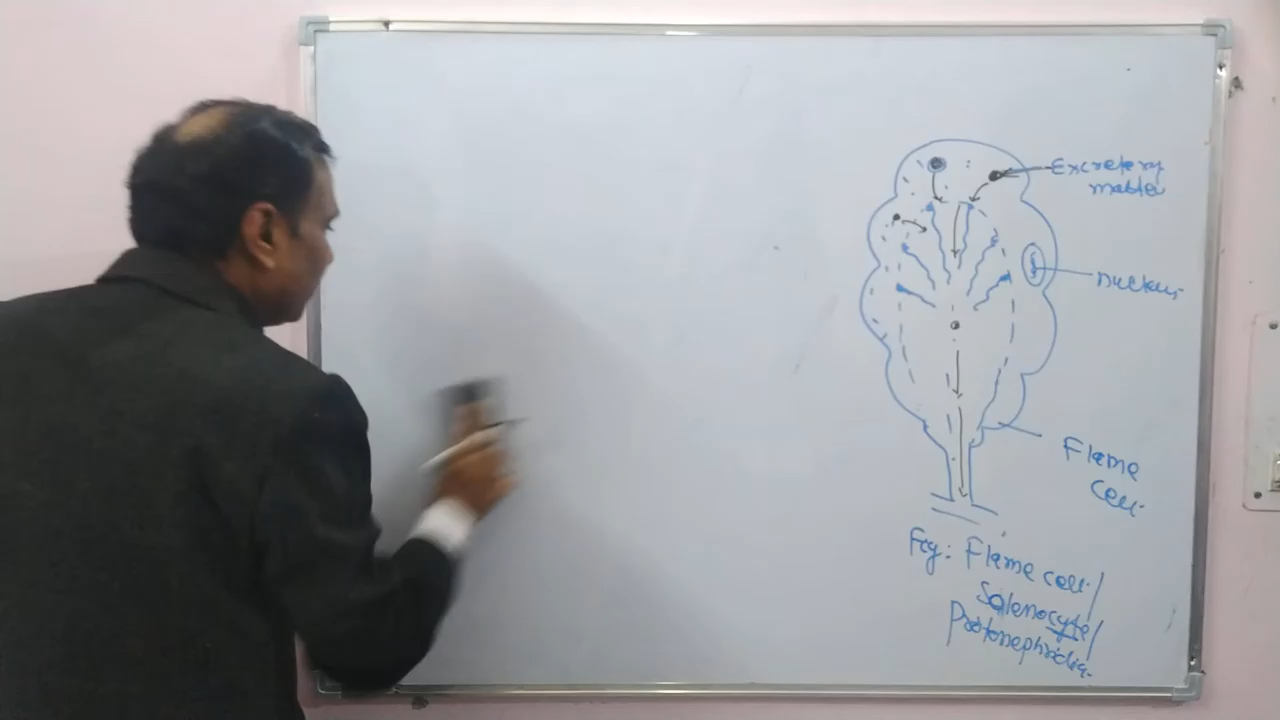 Excretory
matter
nucleus
Flame
cell
Fig: Flame cell/
Solenocyte/
Protonephridia